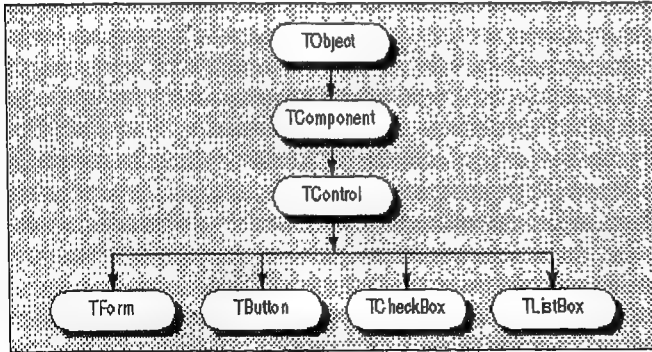 TObject
TComponent
TControl
TForm TButton TCheckBox TListBox